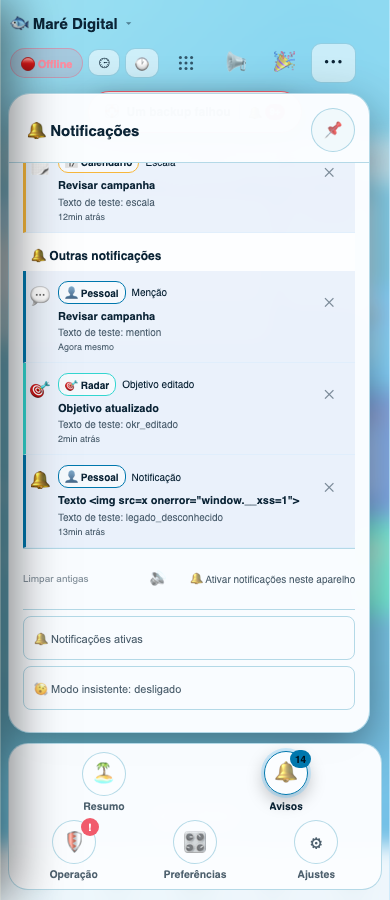 Maré Digital
Offline
Notificações
Calendário Escala
Revisar campanha
Texto de teste: escala
12min atrás
Outras notificações
Pessoal Menção
Revisar campanha
Texto de teste: mention
Agora mesmo
Radar Objetivo editado
Objetivo atualizado
Texto de teste: okr_editado
2min atrás
Pessoal Notificação
Texto <img src=x onerror="window.__xss=1">
Texto de teste: legado_desconhecido
13min atrás
Limpar antigas Ativar notificações neste aparelho
Notificações ativas
Modo insistente: desligado
14
Resumo Avisos
!
Operação Preferências Ajustes